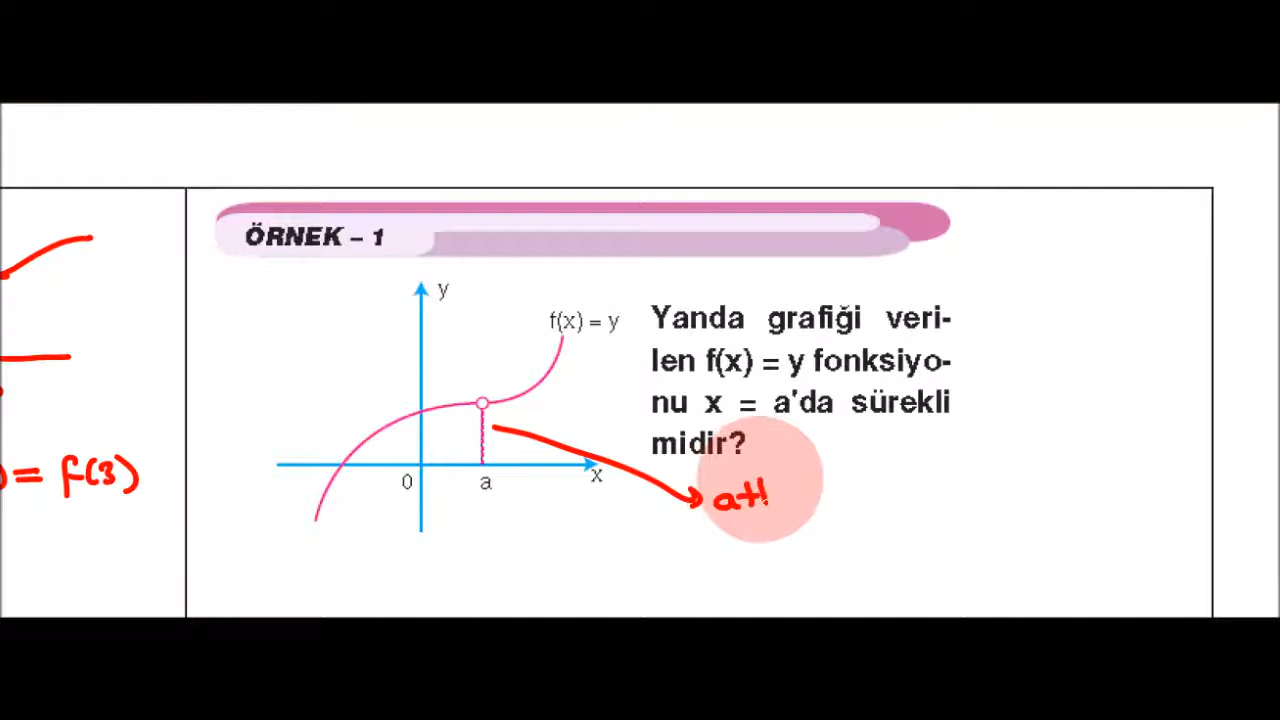 ÖRNEK – 1
y
f(x) = y
0
a
x
Yanda grafiği veri-
len f(x) = y fonksiyo-
nu x = a'da sürekli
midir?
= f(3)